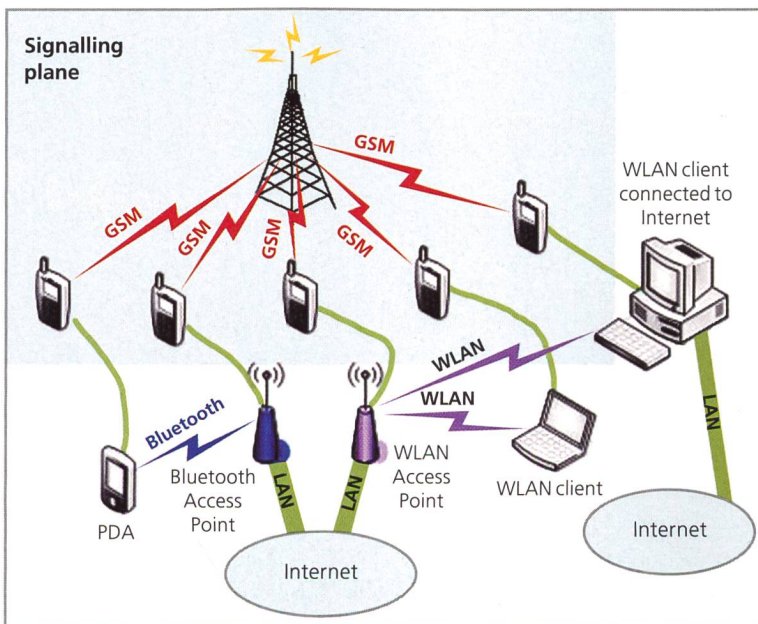 Signalling
plane
GSM
GSM
GSM
GSM
GSM
WLAN client
connected to
Internet
WLAN
WLAN
Bluetooth
LAN
PDA
Bluetooth
Access
Point
LAN
LAN
WLAN
Access
Point
WLAN client
Internet
Internet